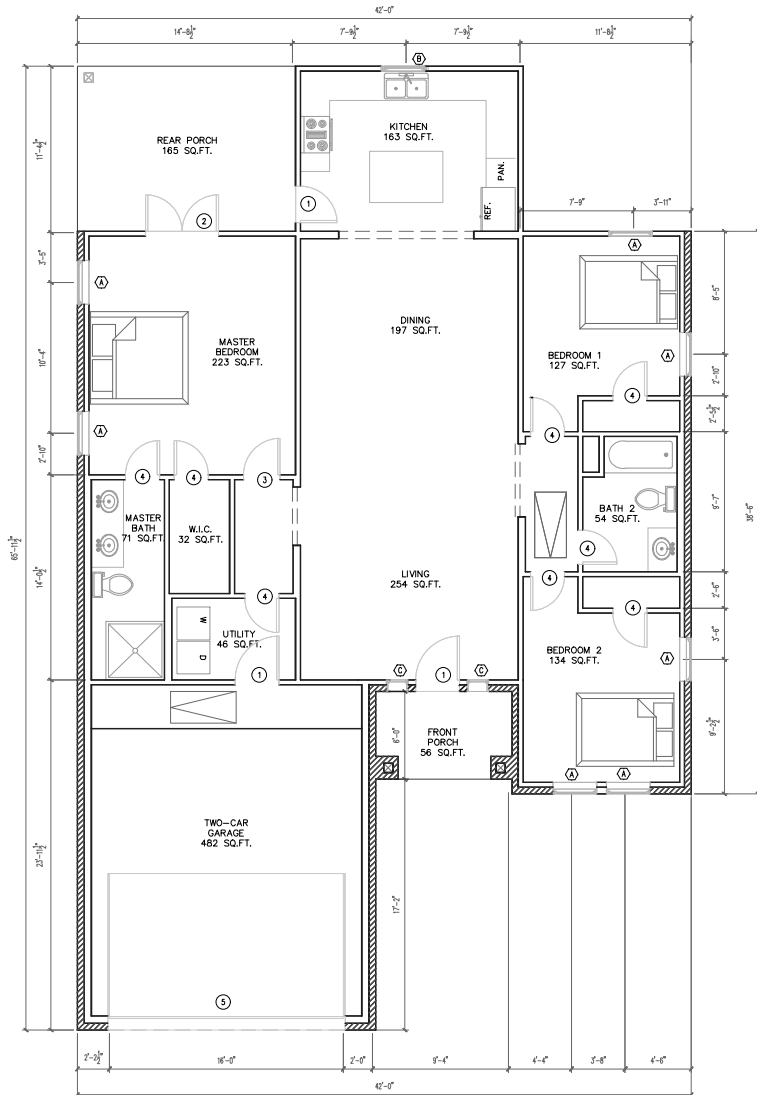 42'-0"
14'-8½"
7'-9½"
7'-9½"
11'-8½"
B
KITCHEN
163 SQ.FT.
REAR PORCH
165 SQ.FT.
11'-4½"
PAN.
REF.
1
2
7'-9"
3'-11"
A
3'-5"
A
8'-5"
DINING
197 SQ.FT.
MASTER
BEDROOM
223 SQ.FT.
10'-4"
BEDROOM 1
127 SQ.FT.
A
2'-10"
4
2'-5½"
A
4
2'-10"
4
4
3
9'-7"
38'-6"
BATH 2
54 SQ.FT.
MASTER
BATH
71 SQ.FT.
W.I.C.
32 SQ.FT.
65'-11½"
14'-0½"
4
LIVING
254 SQ.FT.
4
2'-6"
4
4
W
D
UTILITY
46 SQ.FT.
3'-6"
BEDROOM 2
134 SQ.FT.
A
1
C
1
C
9'-2½"
6'-0"
FRONT
PORCH
56 SQ.FT.
A
A
TWO-CAR
GARAGE
482 SQ.FT.
23'-11½"
17'-2"
5
2'-2½"
16'-0"
2'-0"
9'-4"
4'-4"
3'-8"
4'-6"
42'-0"